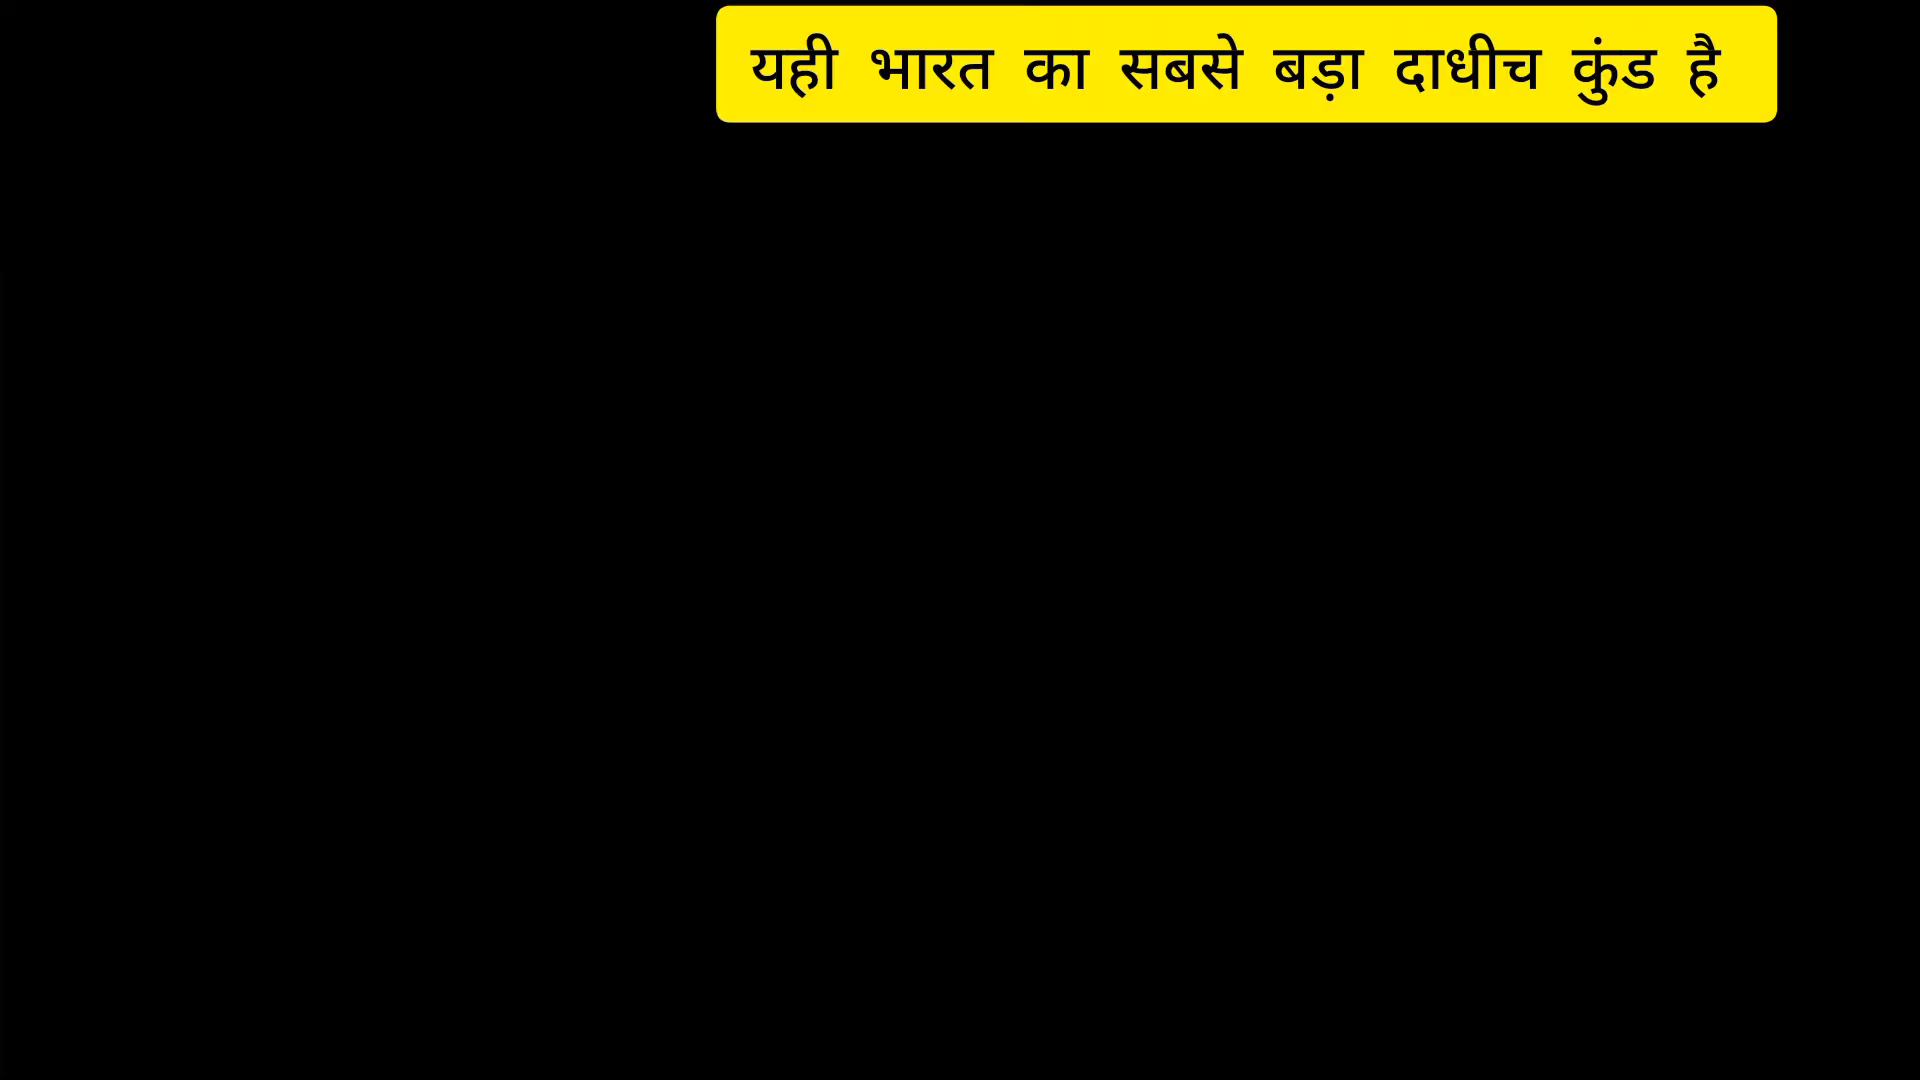 यही भारत का सबसे बड़ा दाधीच कुंड है